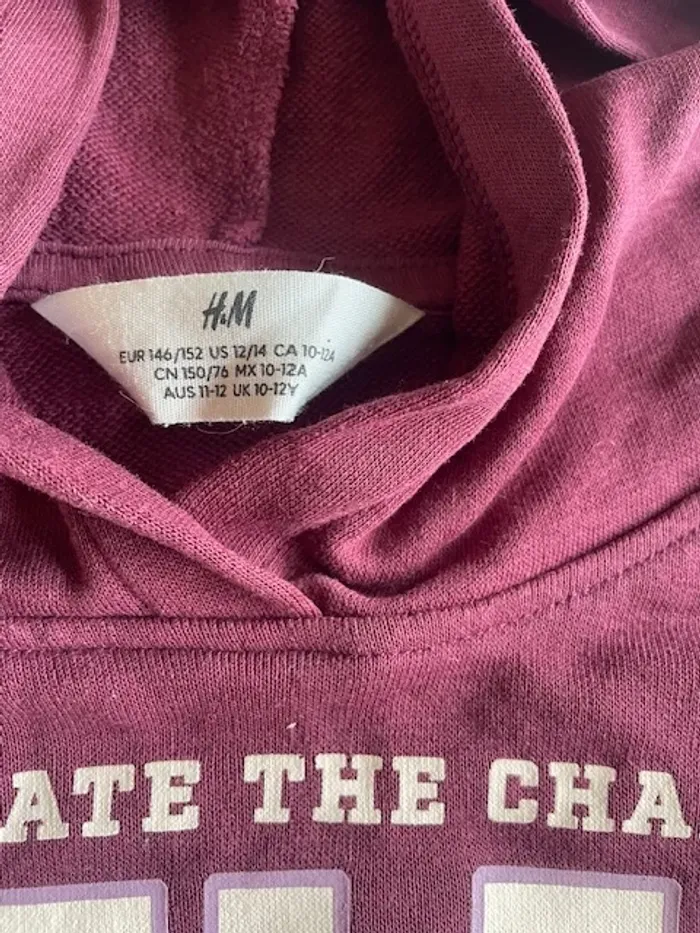 H&M
EUR 146/152 US 12/14 CA 10-12A
CN 150/76 MX 10-12A
AUS 11-12 UK 10-12Y
ATE THE CHA